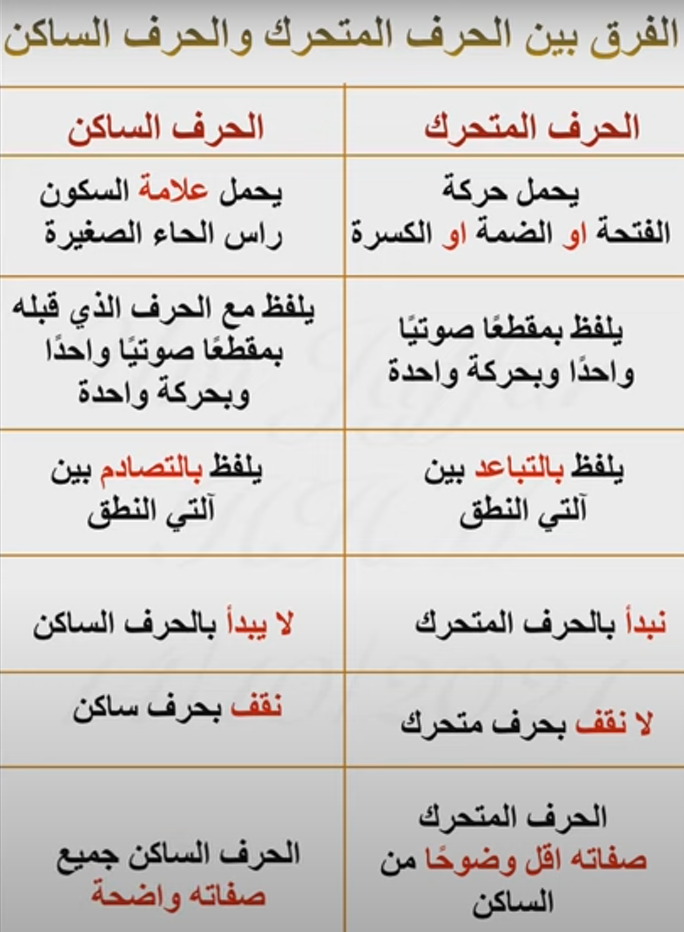 الفرق بين الحرف المتحرك والحرف الساكن
الحرف المتحرك
الحرف الساكن
يحمل حركة
الفتحة او الضمة او الكسرة
يحمل علامة السكون
راس الحاء الصغيرة
يلفظ بمقطعًا صوتيًا
واحدًا وبحركة واحدة
يلفظ مع الحرف الذي قبله
بمقطعًا صوتيًا واحدًا
وبحركة واحدة
يلفظ بالتباعد بين
آلتي النطق
يلفظ بالتصادم بين
آلتي النطق
نبدأ بالحرف المتحرك
لا يبدأ بالحرف الساكن
لا نقف بحرف متحرك
نقف بحرف ساكن
الحرف المتحرك
صفاته اقل وضوحًا من
الساكن
الحرف الساكن جميع
صفاته واضحة